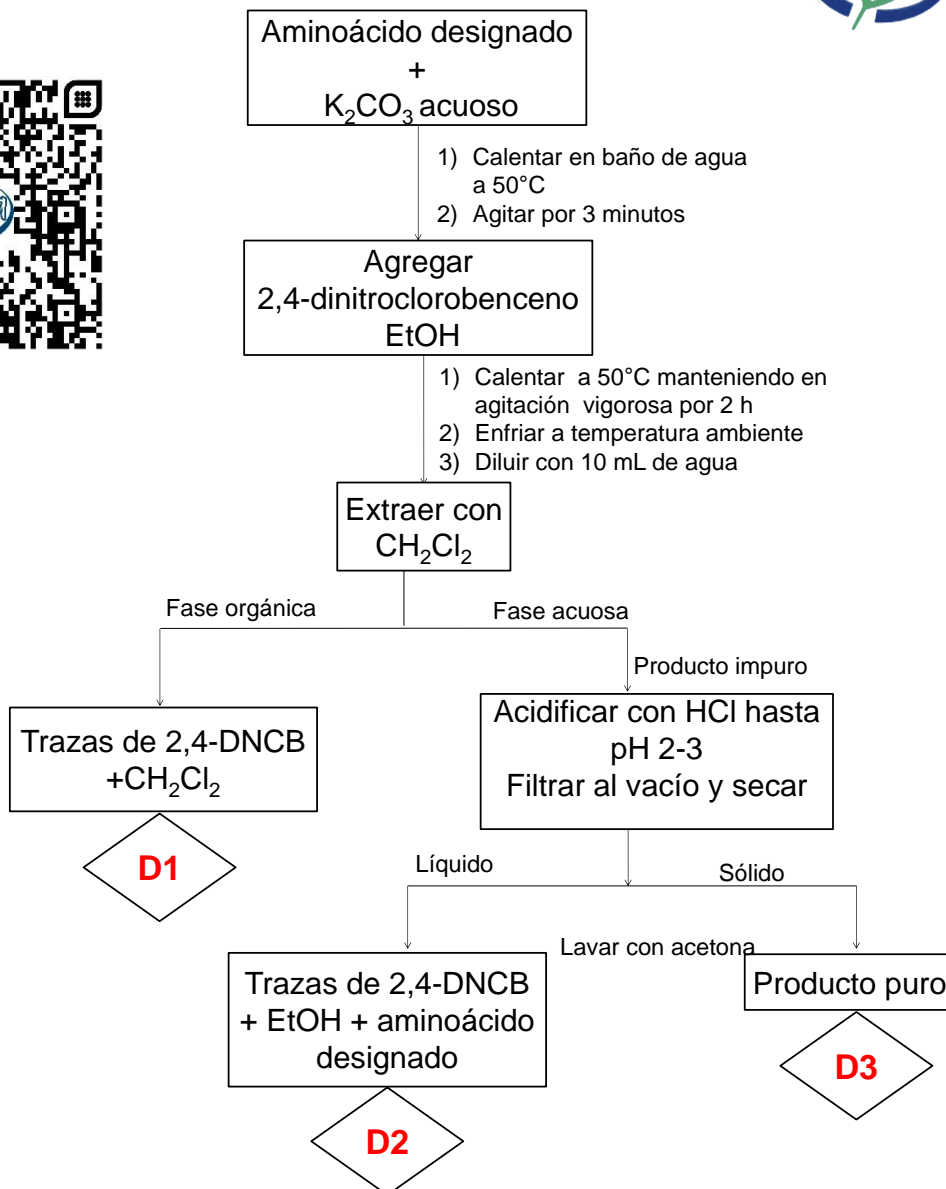 Aminoácido designado
+
K₂CO₃ acuoso
1) Calentar en baño de agua
a 50°C
2) Agitar por 3 minutos
Agregar
2,4-dinitroclorobenceno
EtOH
1) Calentar a 50°C manteniendo en
agitación vigorosa por 2 h
2) Enfriar a temperatura ambiente
3) Diluir con 10 mL de agua
Extraer con
CH₂Cl₂
Fase orgánica
Fase acuosa
Producto impuro
Trazas de 2,4-DNCB
+CH₂Cl₂
D1
Acidificar con HCl hasta
pH 2-3
Filtrar al vacío y secar
Líquido
Sólido
Lavar con acetona
Trazas de 2,4-DNCB
+ EtOH + aminoácido
designado
D2
Producto puro
D3